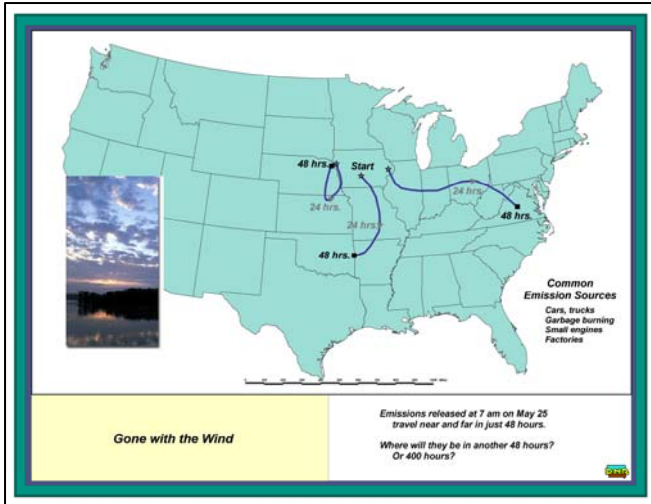 48 hrs.
Start
24 hrs.
24 hrs.
24 hrs.
48 hrs.
48 hrs.
Common
Emission Sources
Cars, trucks
Garbage burning
Small engines
Factories
Gone with the Wind
Emissions released at 7 am on May 25
travel near and far in just 48 hours.
Where will they be in another 48 hours?
Or 400 hours?
DNR